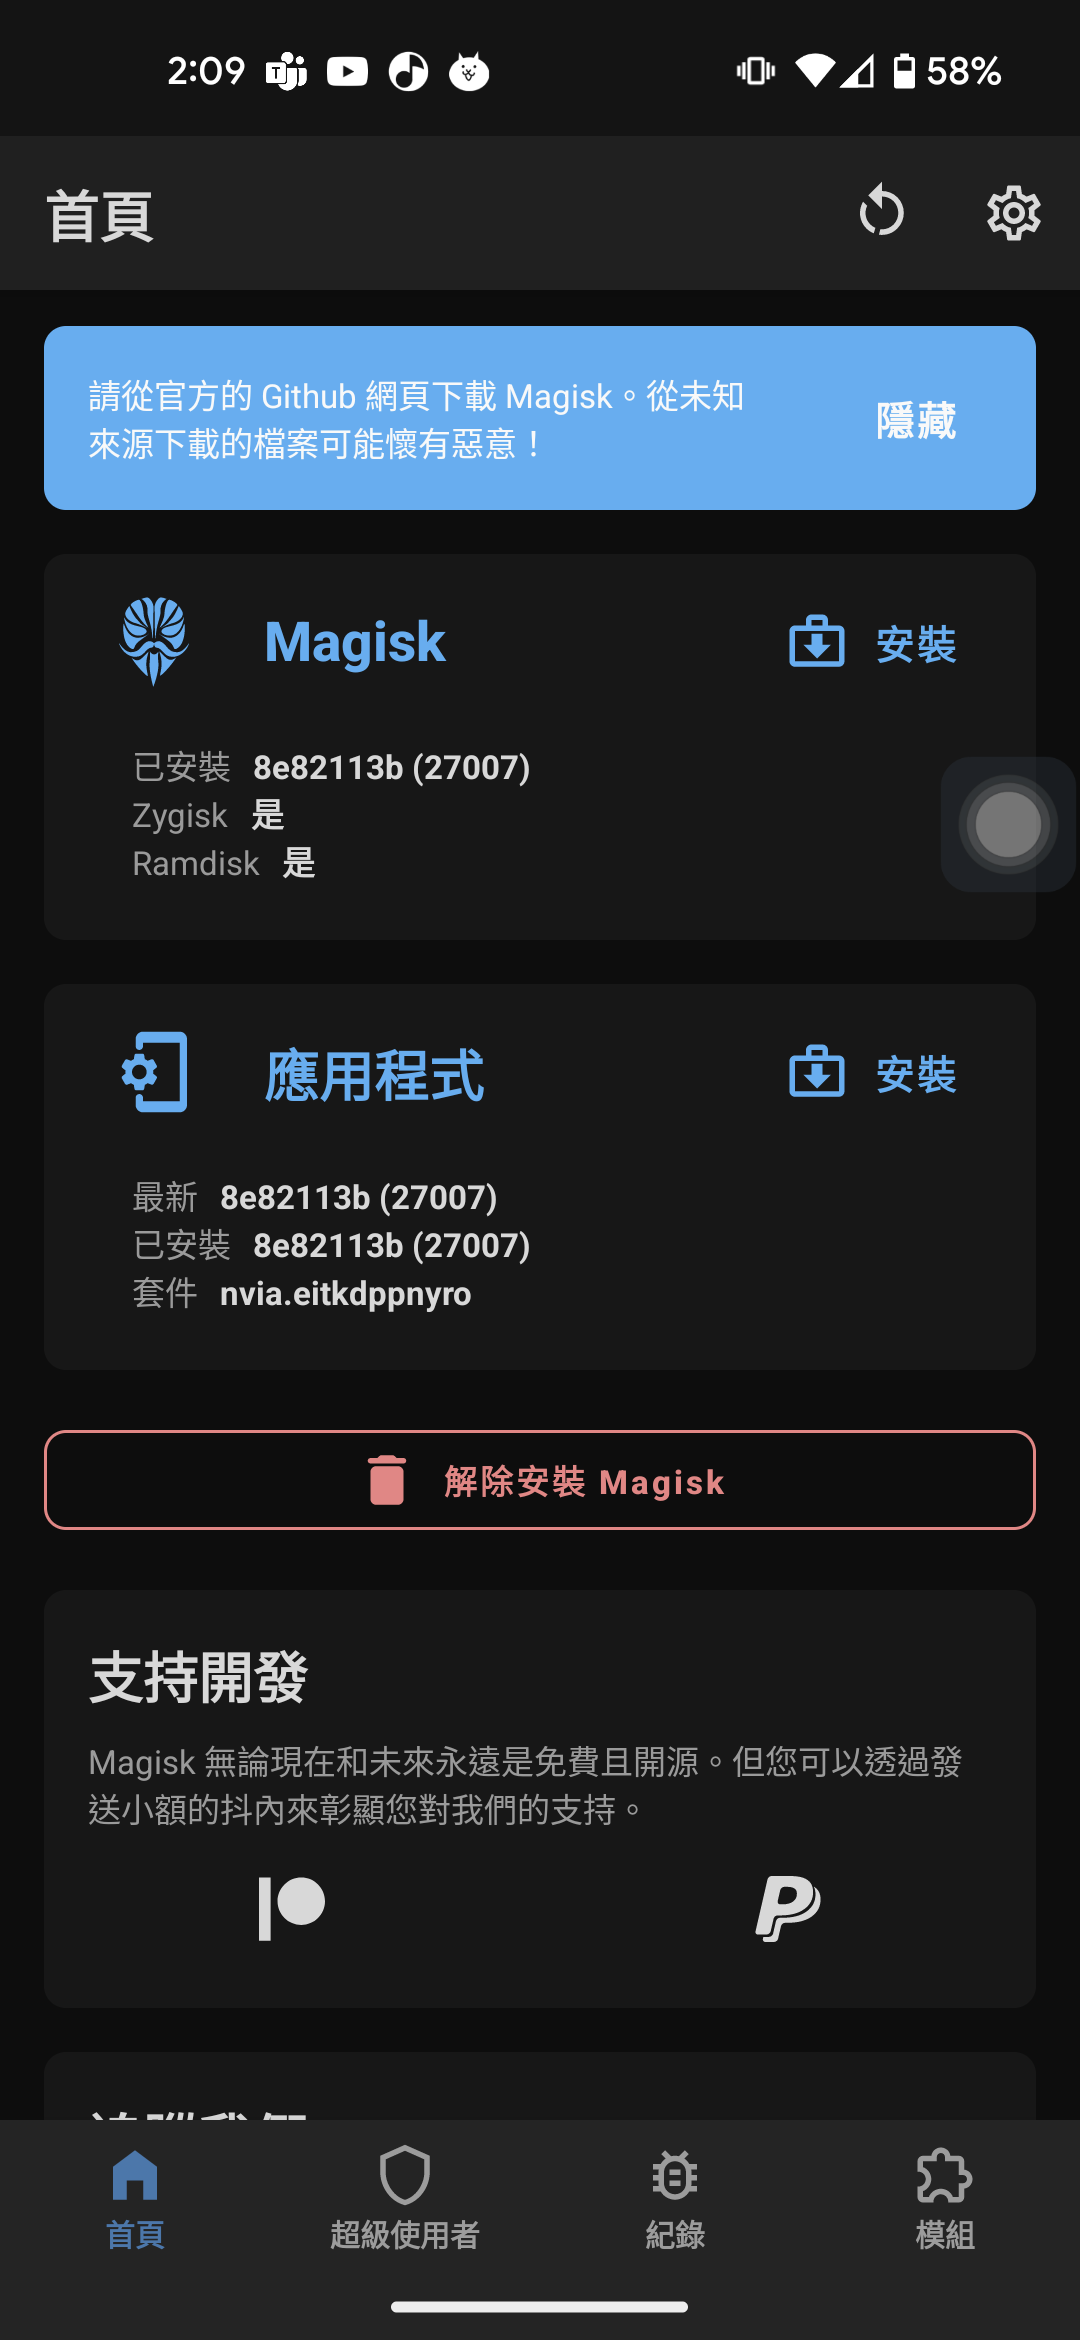 2:09
58%
首頁
請從官方的 Github 網頁下載 Magisk。從未知
來源下載的檔案可能懷有惡意！
隱藏
Magisk
安裝
已安裝 8e82113b (27007)
Zygisk 是
Ramdisk 是
應用程式
安裝
最新 8e82113b (27007)
已安裝 8e82113b (27007)
套件 nvia.eitkdppnyro
解除安裝 Magisk
支持開發
Magisk 無論現在和未來永遠是免費且開源。但您可以透過發
送小額的抖內來彰顯您對我們的支持。
首頁
超級使用者
紀錄
模組